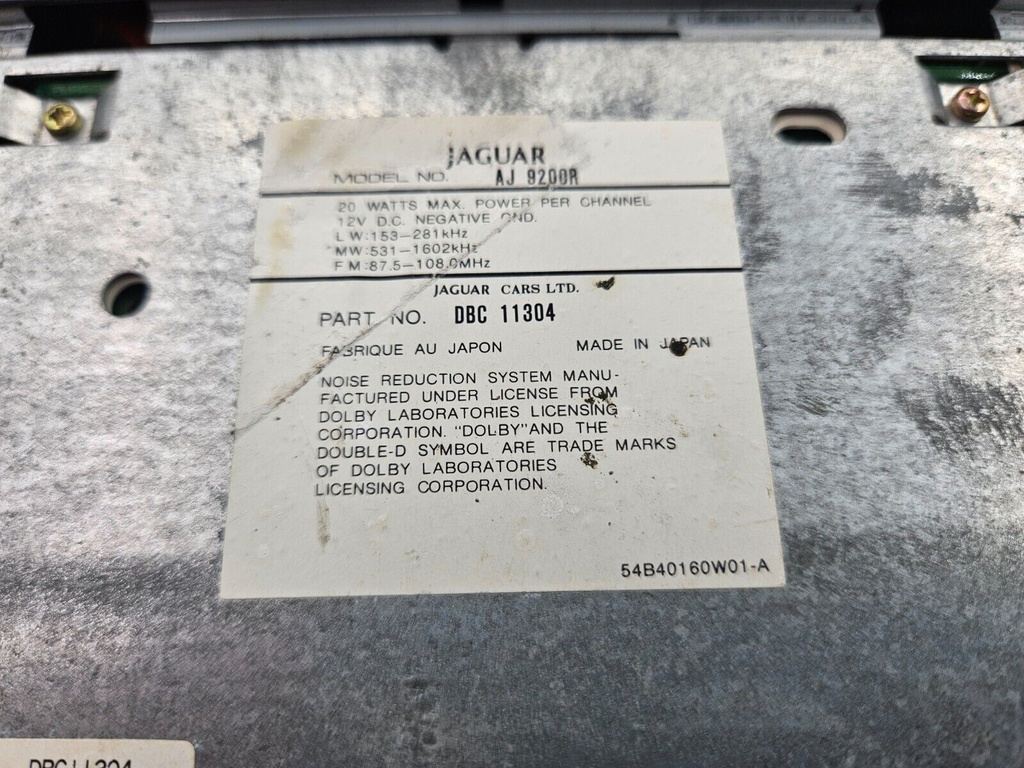 JAGUAR
MODEL NO. AJ 9200R
20 WATTS MAX. POWER PER CHANNEL
12V D.C. NEGATIVE GND.
LW:153-281kHz
MW:531-1602kHz
FM:87.5-108.0MHz
JAGUAR CARS LTD.
PART NO. DBC 11304
FABRIQUE AU JAPON MADE IN JAPAN
NOISE REDUCTION SYSTEM MANU-
FACTURED UNDER LICENSE FROM
DOLBY LABORATORIES LICENSING
CORPORATION. "DOLBY"AND THE
DOUBLE-D SYMBOL ARE TRADE MARKS
OF DOLBY LABORATORIES
LICENSING CORPORATION.
54B40160W01-A
DBC11304